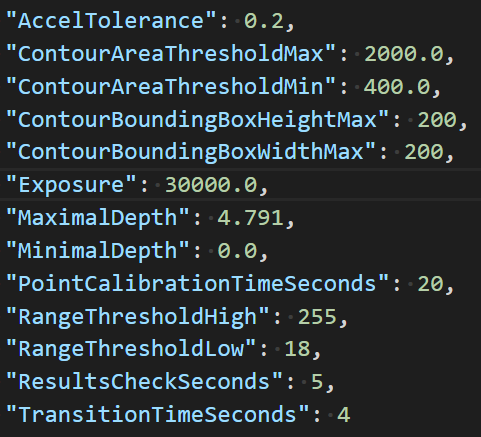 "AccelTolerance": 0.2,
"ContourAreaThresholdMax": 2000.0,
"ContourAreaThresholdMin": 400.0,
"ContourBoundingBoxHeightMax": 200,
"ContourBoundingBoxWidthMax": 200,
"Exposure": 30000.0,
"MaximalDepth": 4.791,
"MinimalDepth": 0.0,
"PointCalibrationTimeSeconds": 20,
"RangeThresholdHigh": 255,
"RangeThresholdLow": 18,
"ResultsCheckSeconds": 5,
"TransitionTimeSeconds": 4